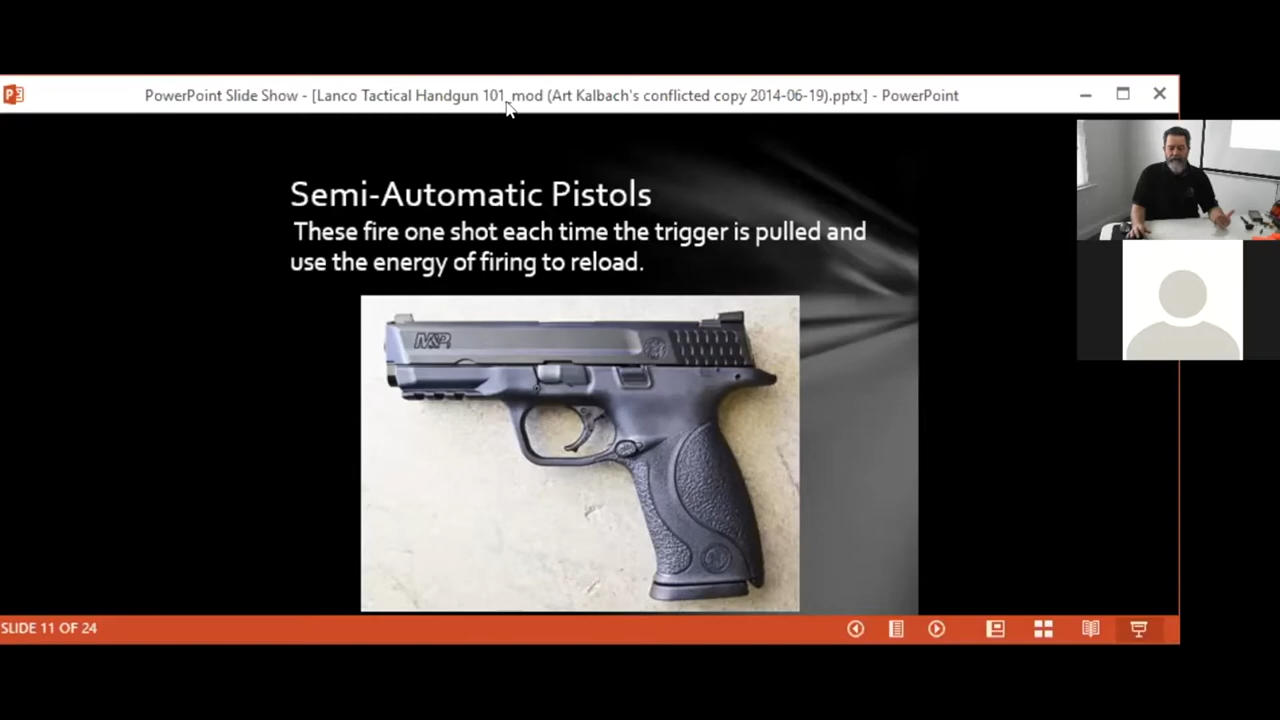 PowerPoint Slide Show - [Lanco Tactical Handgun 101_mod (Art Kalbach's conflicted copy 2014-06-19).pptx] - PowerPoint
Semi-Automatic Pistols
These fire one shot each time the trigger is pulled and
use the energy of firing to reload.
M&P
SLIDE 11 OF 24